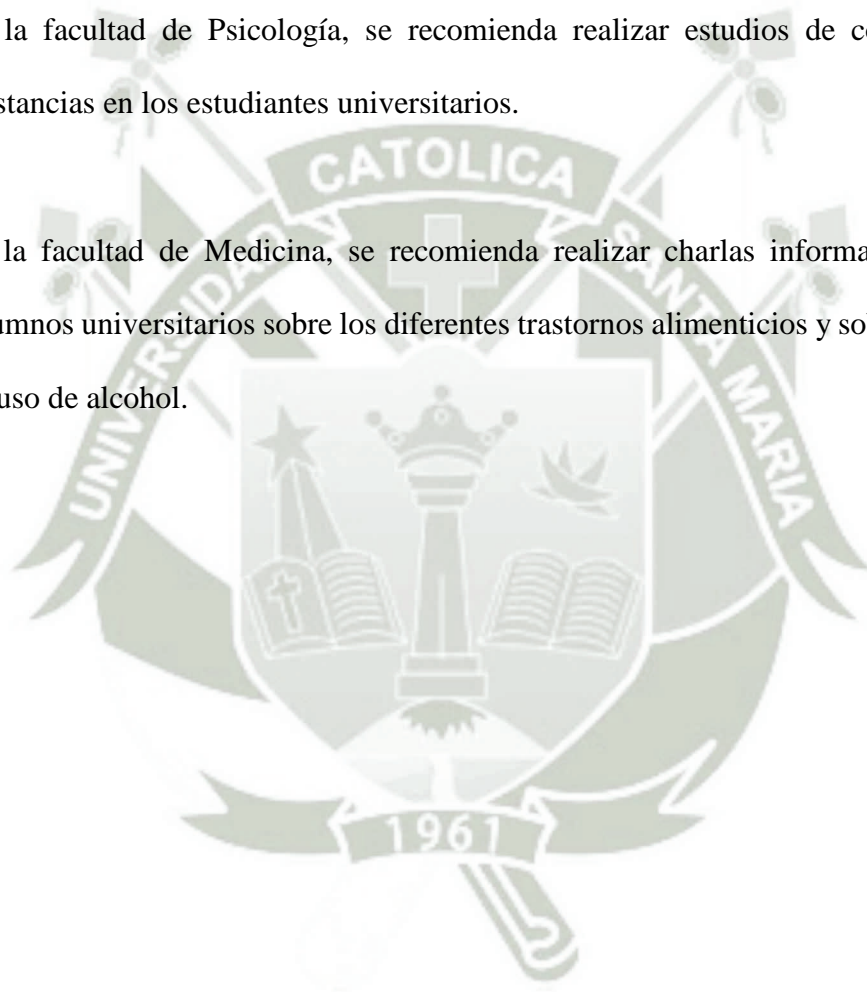 la facultad de Psicología, se recomienda realizar estudios de
stancias en los estudiantes universitarios.
CATOLICA
UNIVERSIDAD
SANTA MARIA
la facultad de Medicina, se recomienda realizar charlas informa
umnos universitarios sobre los diferentes trastornos alimenticios y so
uso de alcohol.
1961